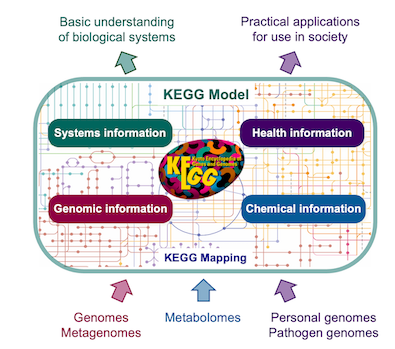 Basic understanding
of biological systems
Practical applications
for use in society
KEGG Model
Systems information
Health information
Kyoto Encyclopedia of
Genes and Genomes
KEGG
Genomic information
Chemical information
KEGG Mapping
Genomes
Metagenomes
Metabolomes
Personal genomes
Pathogen genomes